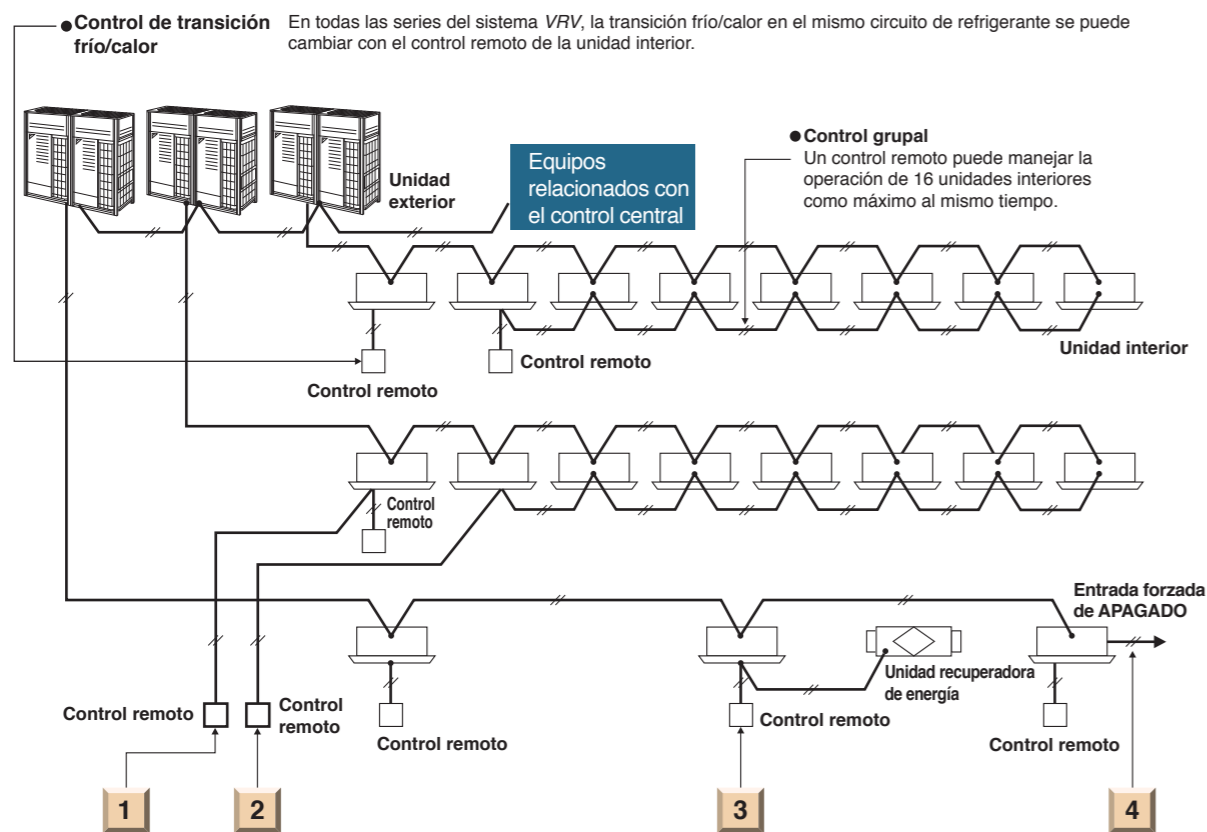 Control de transición
frío/calor
En todas las series del sistema VRV, la transición frío/calor en el mismo circuito de refrigerante se puede
cambiar con el control remoto de la unidad interior.
Unidad
exterior
Equipos
relacionados con
el control central
Control grupal
Un control remoto puede manejar la
operación de 16 unidades interiores
como máximo al mismo tiempo.
Control remoto
Control remoto
Unidad interior
Control
remoto
Entrada forzada
de APAGADO
Unidad recuperadora
de energía
Control remoto
Control
remoto
Control remoto
Control remoto
Control remoto
1
2
3
4